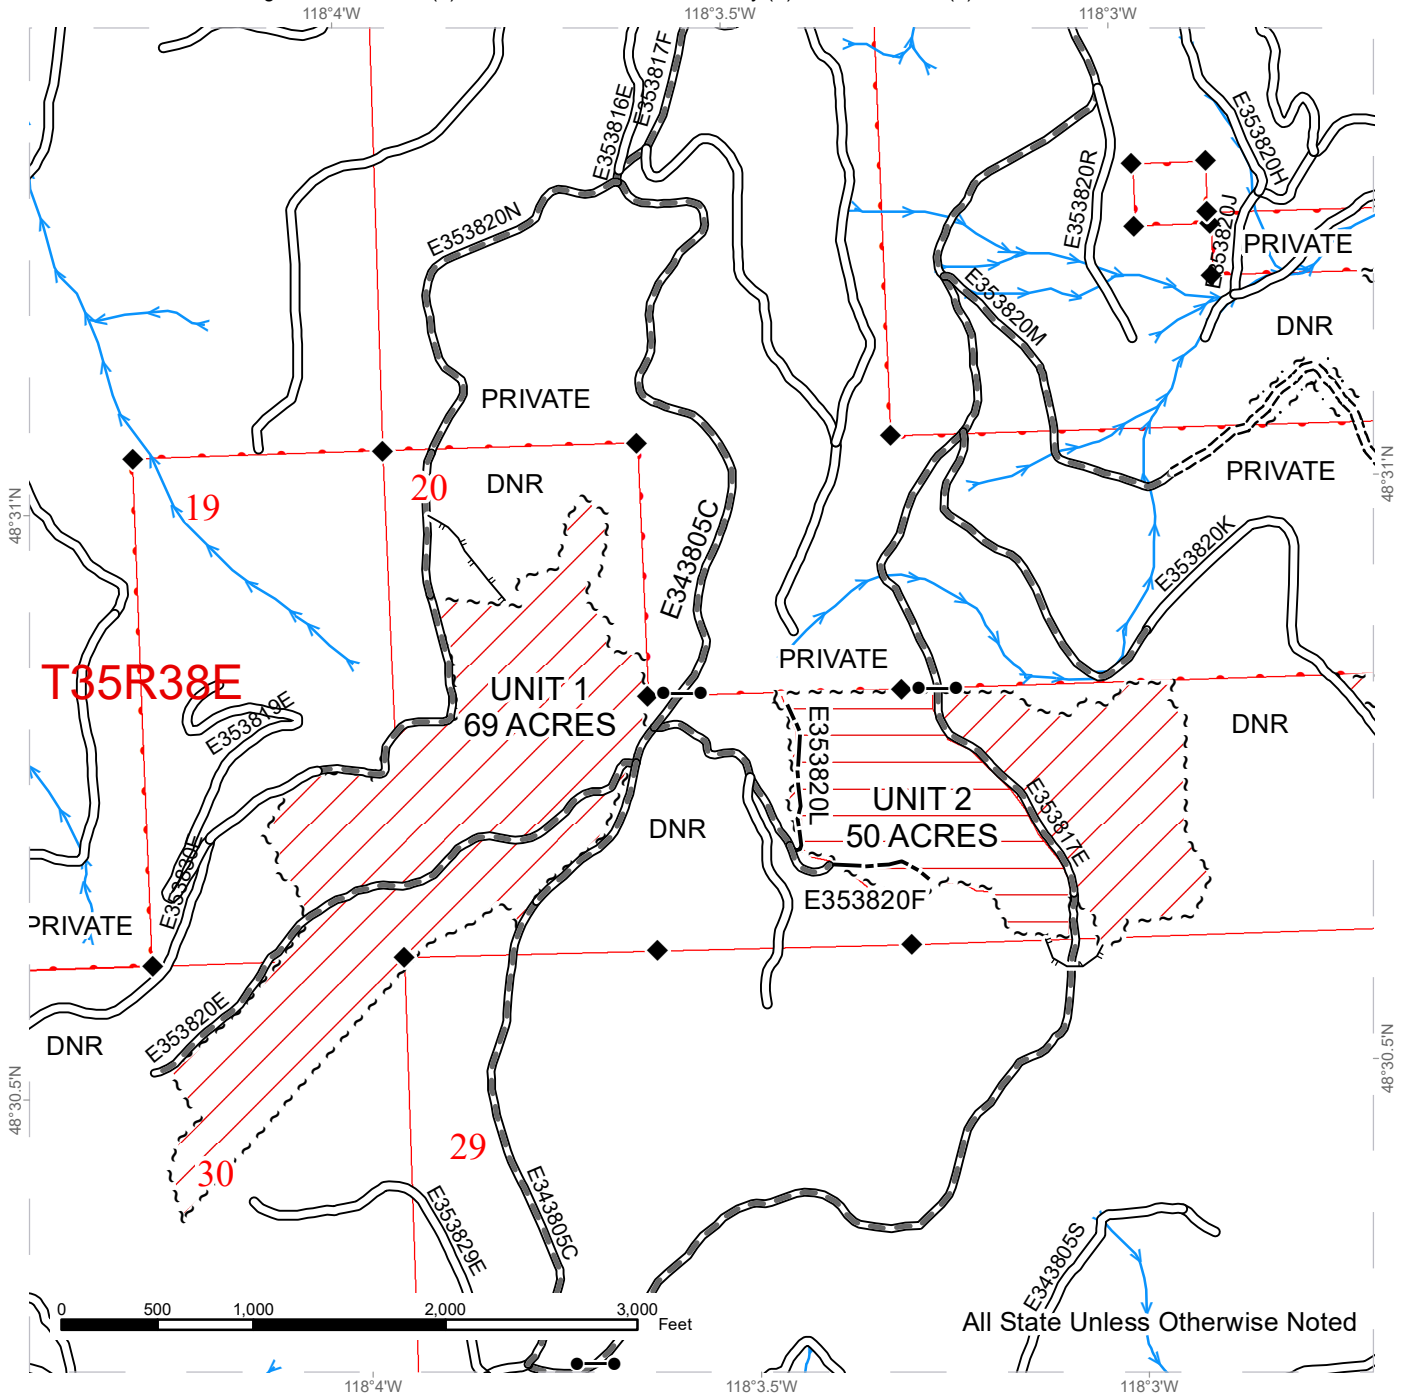 118°4'W
118°3.5'W
118°3'W
E353817F
E353816E
E353820H
E353820R
E353820J
E353820N
PRIVATE
E353820M
DNR
PRIVATE
48°31'N
48°31'N
PRIVATE
DNR
20
19
E343805C
E353820K
T35R38E
PRIVATE
UNIT 1
69 ACRES
E353819E
E353820L
DNR
UNIT 2
50 ACRES
DNR
E353817E
E353830F
E353820F
PRIVATE
E353820E
DNR
48°30.5'N
48°30.5'N
29
30
E353829E
E343805C
E343805S
0
500
1,000
2,000
3,000
Feet
All State Unless Otherwise Noted
118°4'W
118°3.5'W
118°3'W